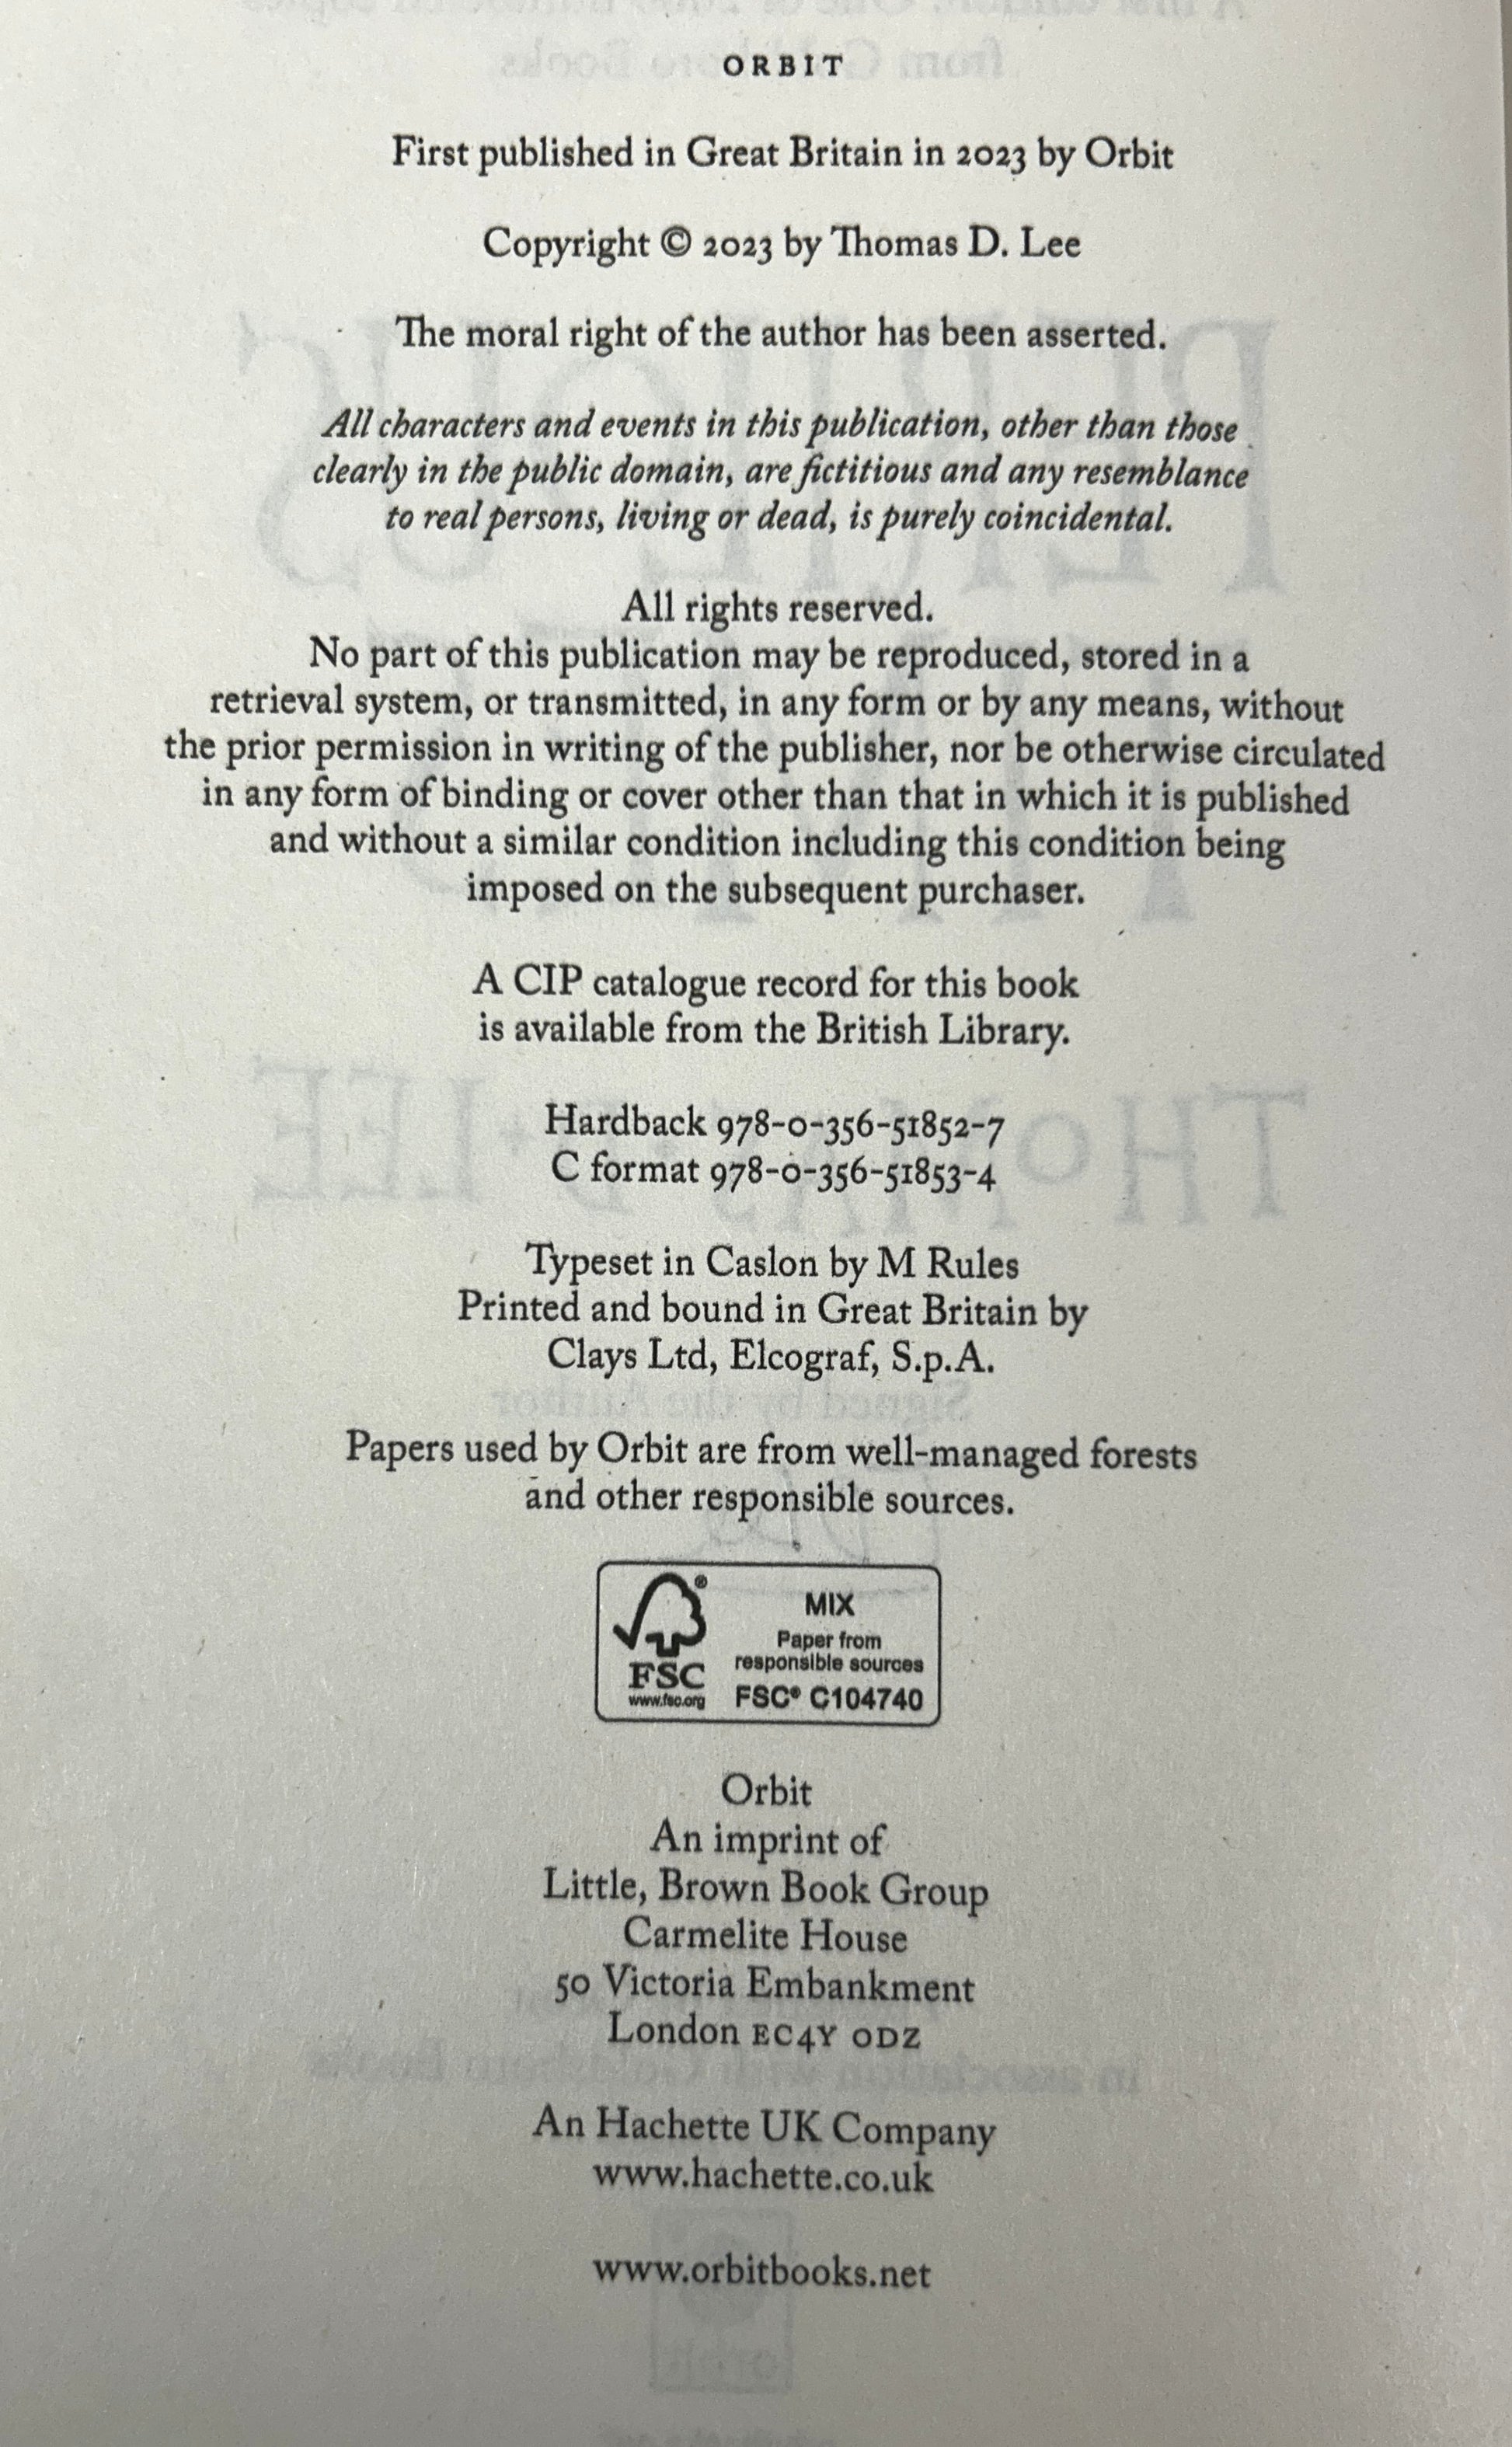 ORBIT
First published in Great Britain in 2023 by Orbit
Copyright © 2023 by Thomas D. Lee
The moral right of the author has been asserted.
All characters and events in this publication, other than those
clearly in the public domain, are fictitious and any resemblance
to real persons, living or dead, is purely coincidental.
All rights reserved.
No part of this publication may be reproduced, stored in a
retrieval system, or transmitted, in any form or by any means, without
the prior permission in writing of the publisher, nor be otherwise circulated
in any form of binding or cover other than that in which it is published
and without a similar condition including this condition being
imposed on the subsequent purchaser.
A CIP catalogue record for this book
is available from the British Library.
Hardback 978-0-356-51852-7
C format 978-0-356-51853-4
Typeset in Caslon by M Rules
Printed and bound in Great Britain by
Clays Ltd, Elcograf, S.p.A.
Papers used by Orbit are from well-managed forests
and other responsible sources.
FSC
www.fsc.org
MIX
Paper from
responsible sources
FSC® C104740
Orbit
An imprint of
Little, Brown Book Group
Carmelite House
50 Victoria Embankment
London EC4Y 0DZ
An Hachette UK Company
www.hachette.co.uk
www.orbitbooks.net